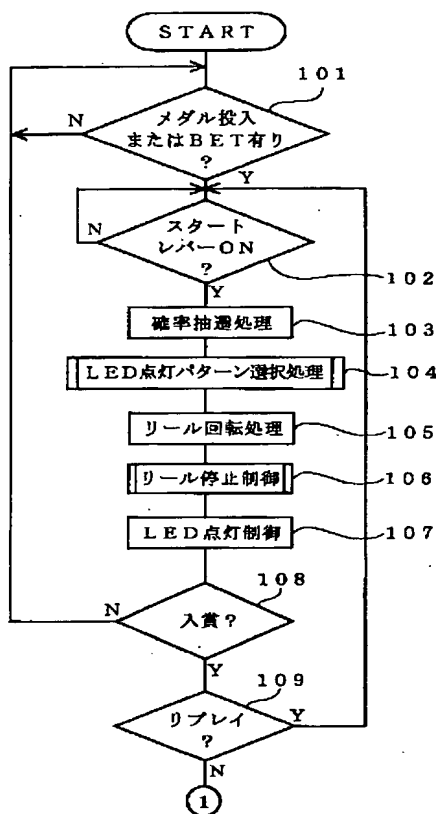 START
101
メダル投入
またはBET有り
?
N
Y
スタート
レバーON
?
N
102
Y
確率抽選処理
103
LED点灯パターン選択処理
104
リール回転処理
105
リール停止制御
106
LED点灯制御
107
108
N
入賞?
Y
109
リプレイ
?
Y
N
1